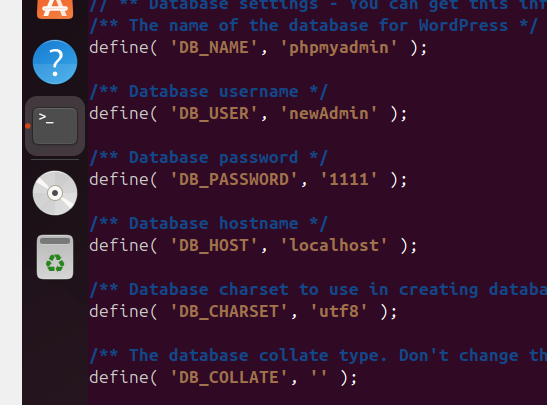 // ** Database settings - You can get this inf
/** The name of the database for WordPress */
define( 'DB_NAME', 'phpmyadmin' );
/** Database username */
define( 'DB_USER', 'newAdmin' );
/** Database password */
define( 'DB_PASSWORD', '1111' );
/** Database hostname */
define( 'DB_HOST', 'localhost' );
/** Database charset to use in creating databa
define( 'DB_CHARSET', 'utf8' );
/** The database collate type. Don't change th
define( 'DB_COLLATE', '' );